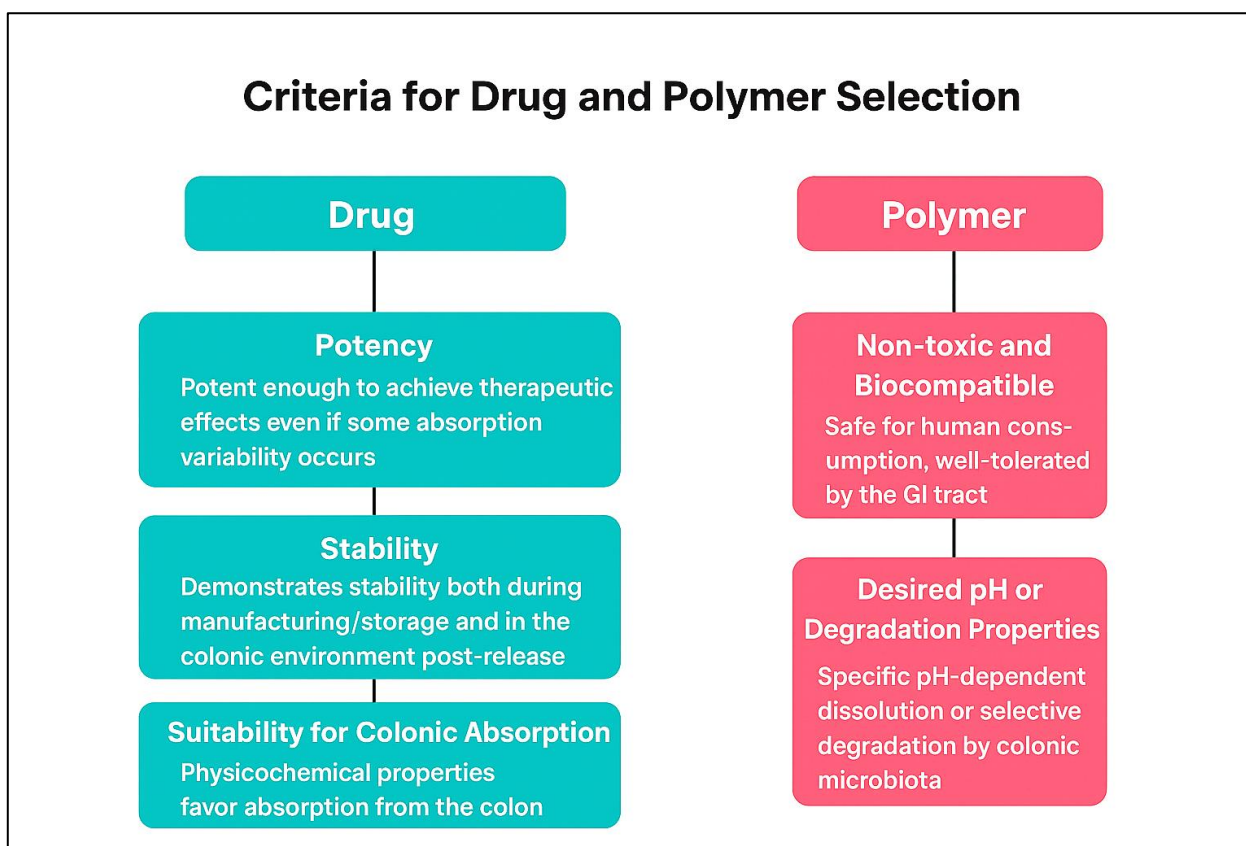 Criteria for Drug and Polymer Selection
Drug
Potency
Potent enough to achieve therapeutic
effects even if some absorption
variability occurs
Stability
Demonstrates stability both during
manufacturing/storage and in the
colonic environment post-release
Suitability for Colonic Absorption
Physicochemical properties
favor absorption from the colon
Polymer
Non-toxic and
Biocompatible
Safe for human cons-
umption, well-tolerated
by the GI tract
Desired pH or
Degradation Properties
Specific pH-dependent
dissolution or selective
degradation by colonic
microbiota